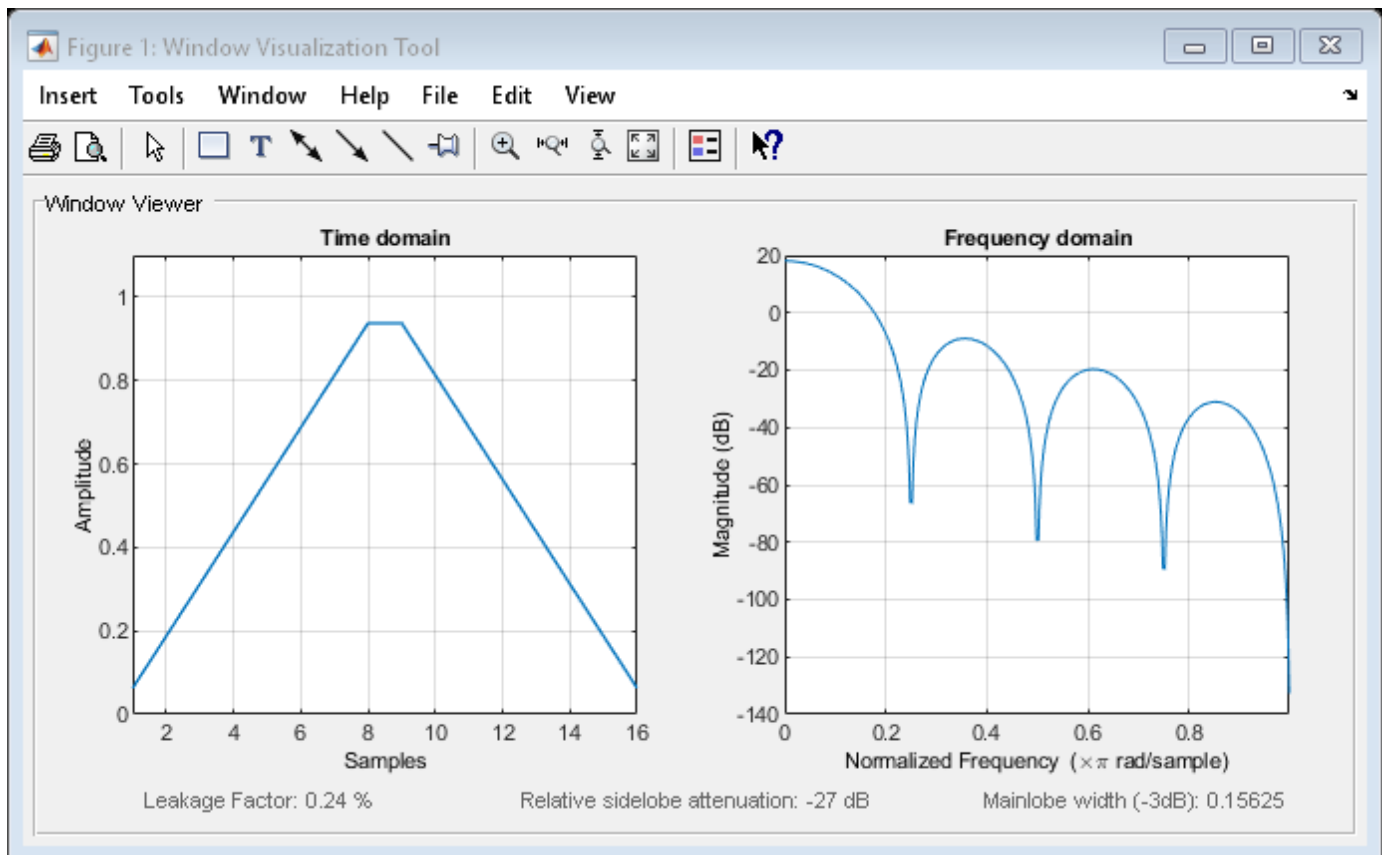 Figure 1: Window Visualization Tool
Insert Tools Window Help File Edit View
T ?
Window Viewer
Time domain
1
0.8
0.6
0.4
0.2
0
Amplitude
2 4 6 8 10 12 14 16
Samples
Frequency domain
20
0
-20
-40
-60
-80
-100
-120
-140
Magnitude (dB)
0 0.2 0.4 0.6 0.8
Normalized Frequency (×π rad/sample)
Leakage Factor: 0.24 % Relative sidelobe attenuation: -27 dB Mainlobe width (-3dB): 0.15625